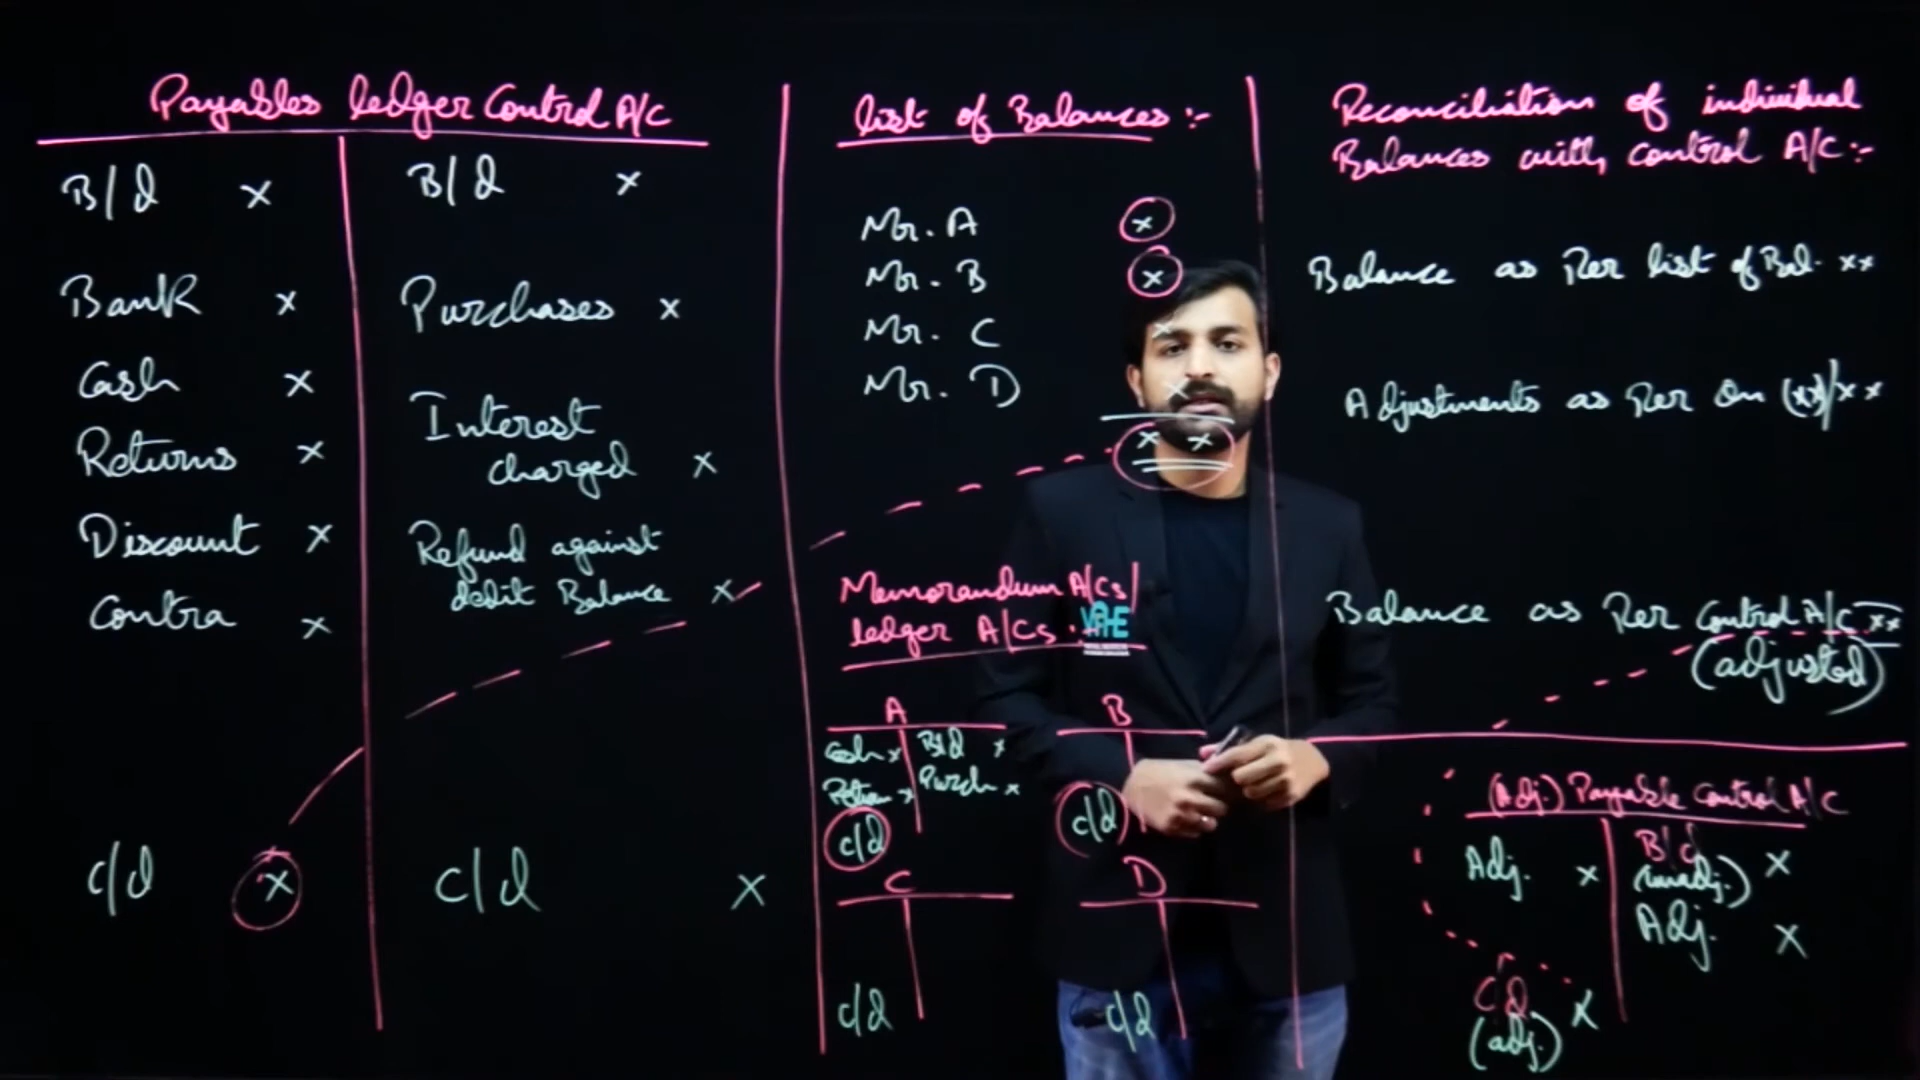 Payables ledger Control A/C
B/d x
Bank x
Cash x
Returns x
Discount x
Contra x
c/d x
B/d x
Purchases x
Interest
charged x
Refund against
debit Balance x
c/d x
List of Balances :-
Mr. A x
Mr. B x
Mr. C x
Mr. D x
x x
Memorandum A/Cs/
ledger A/Cs :-
VALE
A
Cash x B/d x
Return x Purch x
c/d
B
c/d
C
c/d
D
c/d
Reconciliation of individual
Balances with control A/C :-
Balance as Per list of Bal. xx
Adjustments as Per Qn (xx)/xx
Balance as Per Control A/C xx
(adjusted)
(Adj.) Payable Control A/C
Adj. x
B/d x
(unadj.)
Adj. x
C/d x
(adj.)